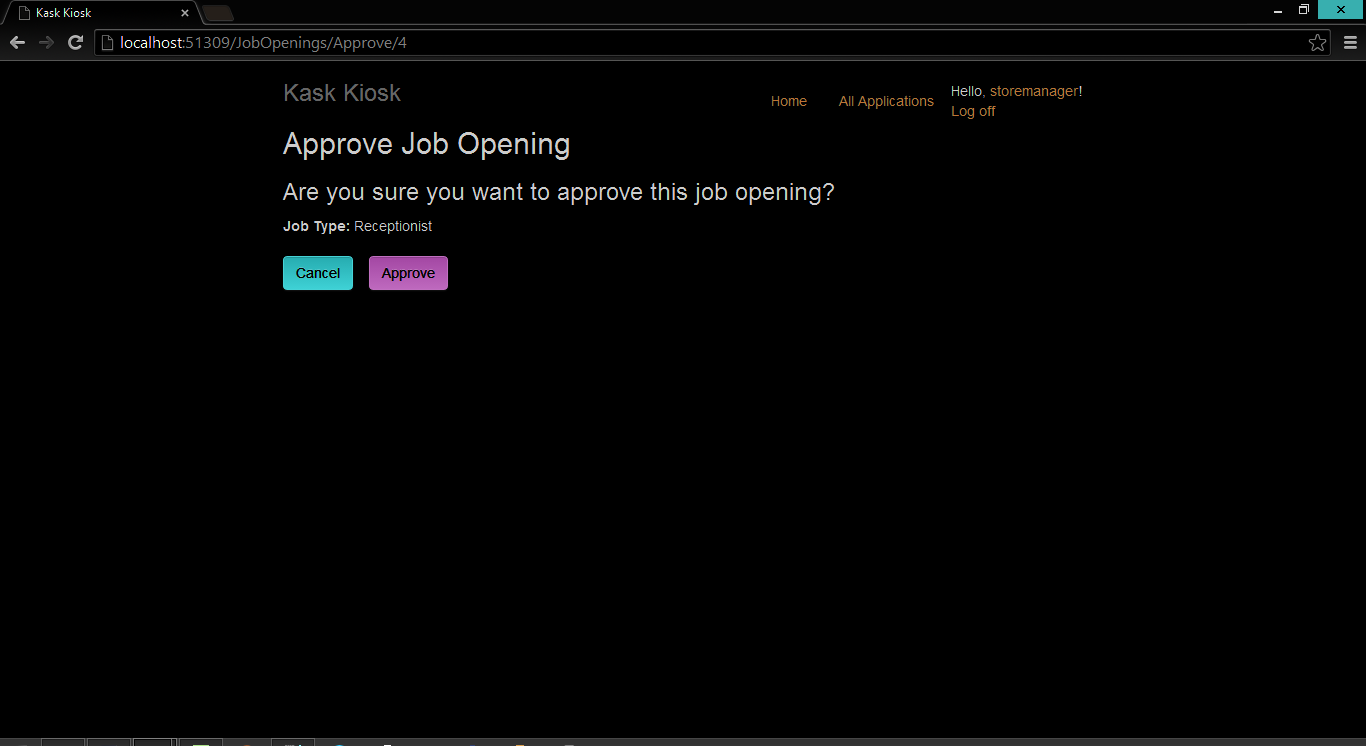 Kask Kiosk
localhost:51309/JobOpenings/Approve/4
Kask Kiosk
Home
All Applications
Hello, storemanager!
Log off
Approve Job Opening
Are you sure you want to approve this job opening?
Job Type: Receptionist
Cancel
Approve